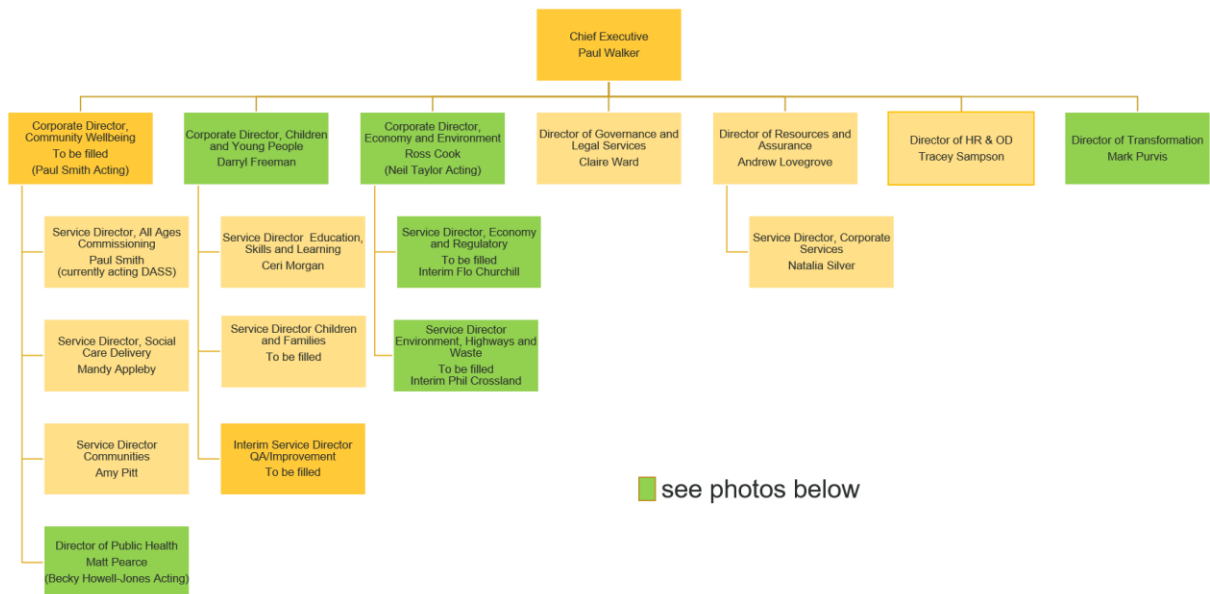 Chief Executive
Paul Walker
Corporate Director,
Community Wellbeing
To be filled
(Paul Smith Acting)
Corporate Director, Children
and Young People
Darryl Freeman
Corporate Director,
Economy and Environment
Ross Cook
(Neil Taylor Acting)
Director of Governance and
Legal Services
Claire Ward
Director of Resources and
Assurance
Andrew Lovegrove
Director of HR & OD
Tracey Sampson
Director of Transformation
Mark Purvis
Service Director, All Ages
Commissioning
Paul Smith
(currently acting DASS)
Service Director Education,
Skills and Learning
Ceri Morgan
Service Director, Economy
and Regulatory
To be filled
Interim Flo Churchill
Service Director, Corporate
Services
Natalia Silver
Service Director, Social
Care Delivery
Mandy Appleby
Service Director Children
and Families
To be filled
Service Director
Environment, Highways and
Waste
To be filled
Interim Phil Crossland
Service Director
Communities
Amy Pitt
Interim Service Director
QA/Improvement
To be filled
see photos below
Director of Public Health
Matt Pearce
(Becky Howell-Jones Acting)